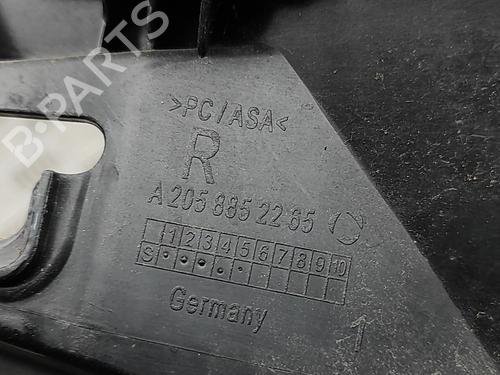 B-PARTS
>PC/ASA<
R
A 205 885 22 65
1 2 3 4 5 6 7 8 9 10
S
Germany
1